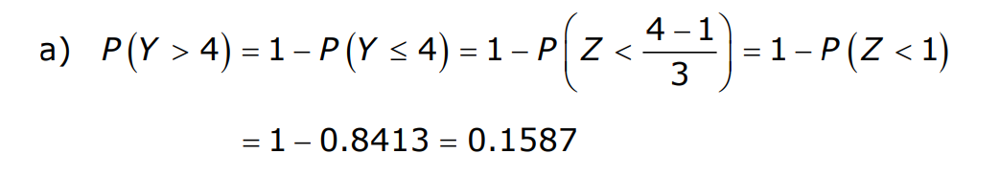 a) P(Y > 4) = 1 – P(Y ≤ 4) = 1 – P(Z < (4 – 1)/3) = 1 – P(Z < 1)
= 1 – 0.8413 = 0.1587